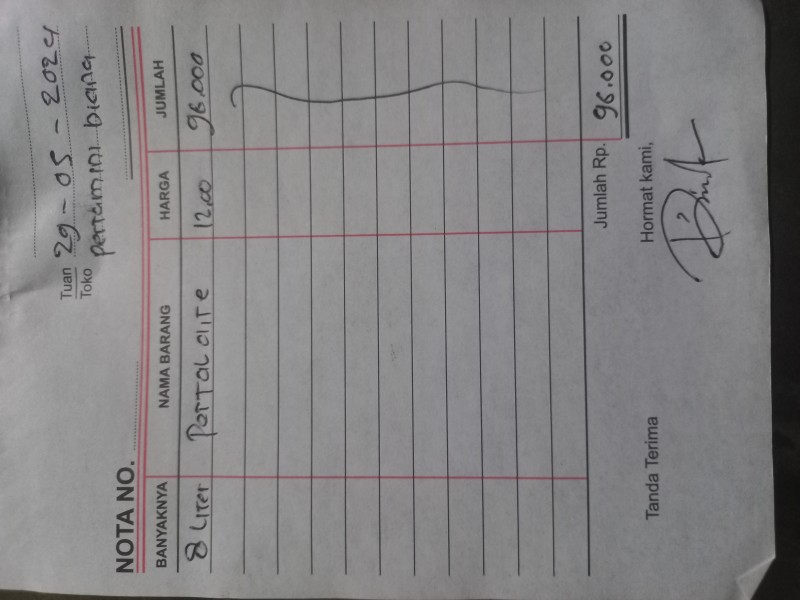 Tuan 29 - 05 - 2024
Toko pertamini biang
NOTA NO.
BANYAKNYA NAMA BARANG HARGA JUMLAH
8 Liter Portalaite 12.00 96.000
Jumlah Rp. 96.000
Tanda Terima Hormat kami,